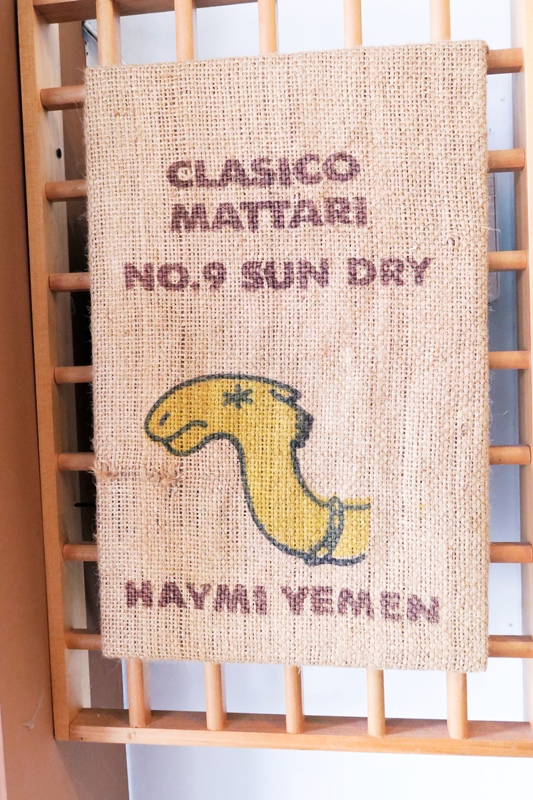 CLASICO
MATTARI
NO.9 SUN DRY
HAYMI YEMEN